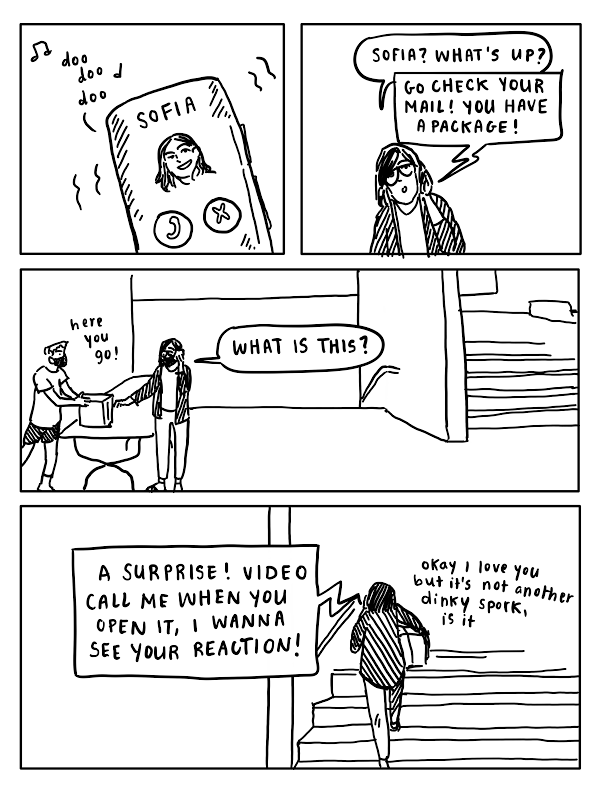 doo
doo
doo
SOFIA
SOFIA? WHAT'S UP?
GO CHECK YOUR
MAIL! YOU HAVE
A PACKAGE!
here
you
go!
WHAT IS THIS?
A SURPRISE! VIDEO
CALL ME WHEN YOU
OPEN IT, I WANNA
SEE YOUR REACTION!
okay I love you
but it's not another
dinky spork,
is it